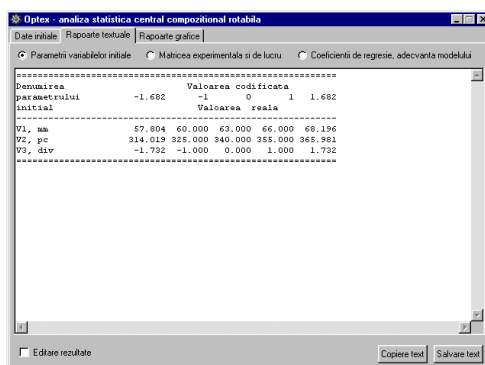 Optex - analiza statistica central compozitional rotabila
Date initiale Rapoarte textuale Rapoarte grafice
Parametrii variabilelor initiale Matricea experimentala si de lucru Coeficientii de regresie, adecvanta modelului
==========================================================
Denumirea Valoarea codificata
parametrului -1.682 -1 0 1 1.682
initial Valoarea reala
----------------------------------------------------------
V1, mm 57.804 60.000 63.000 66.000 68.196
V2, pc 314.019 325.000 340.000 355.000 365.981
V3, div -1.732 -1.000 0.000 1.000 1.732
==========================================================
Editare rezultate Copiere text Salvare text